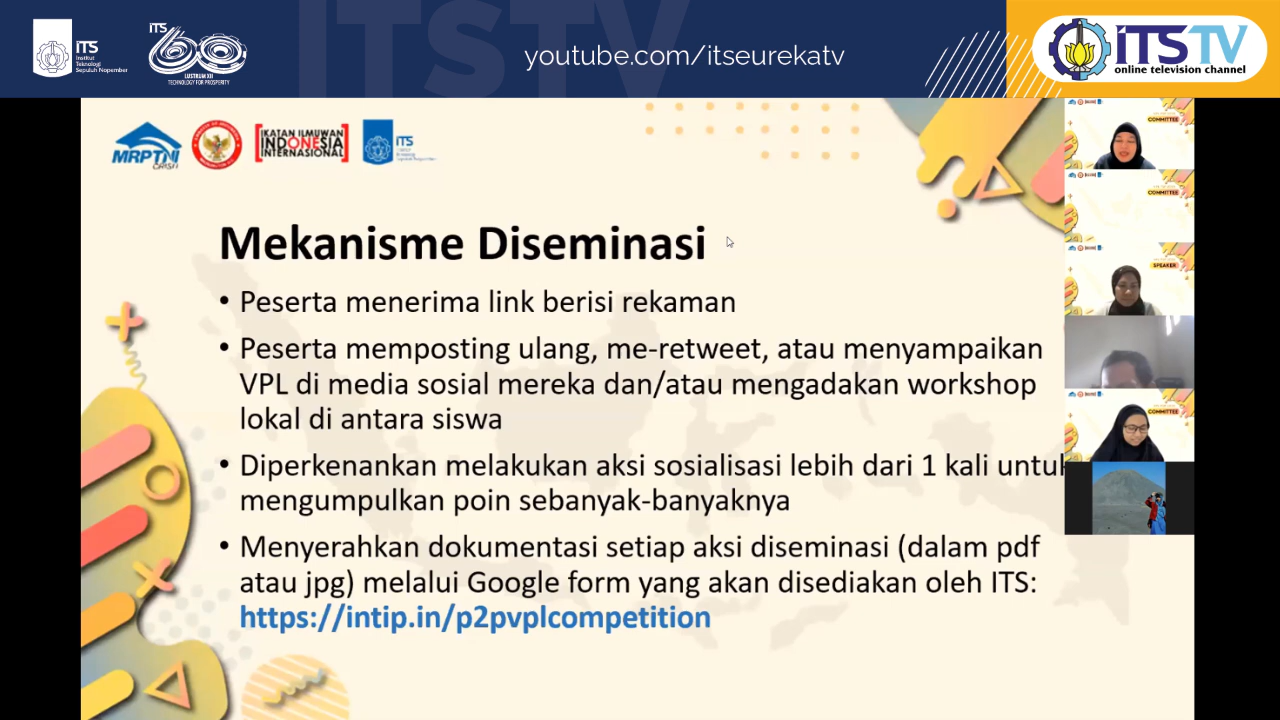 iTS
Institut
Teknologi
Sepuluh Nopember
iTS
60
LUSTRUM XII
TECHNOLOGY FOR PROSPERITY
ITSTV
youtube.com/itseurekatv
iTSTV
online television channel
MRPTNI
IKATAN ILMUWAN
INDONESIA
INTERNASIONAL
iTS
Mekanisme Diseminasi
• Peserta menerima link berisi rekaman
• Peserta memposting ulang, me-retweet, atau menyampaikan
VPL di media sosial mereka dan/atau mengadakan workshop
lokal di antara siswa
• Diperkenankan melakukan aksi sosialisasi lebih dari 1 kali untuk
mengumpulkan poin sebanyak-banyaknya
• Menyerahkan dokumentasi setiap aksi diseminasi (dalam pdf
atau jpg) melalui Google form yang akan disediakan oleh ITS:
https://intip.in/p2pvplcompetition
COMMITTEE
COMMITTEE
SPEAKER
COMMITTEE